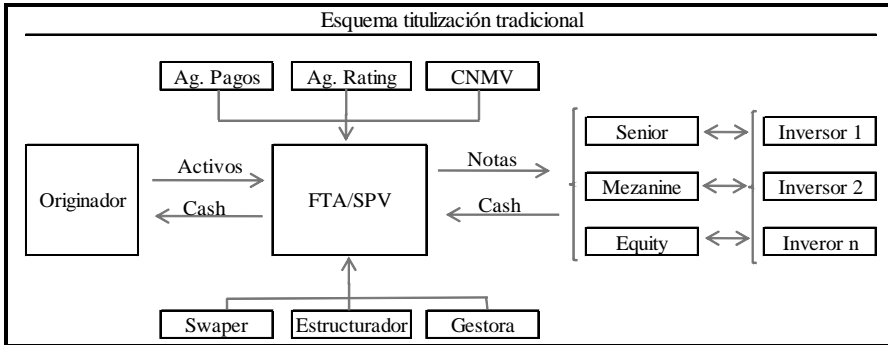 Esquema titulización tradicional
Ag. Pagos
Ag. Rating
CNMV
Originador
Activos
Cash
FTA/SPV
Notas
Cash
Senior
Mezanine
Equity
Inversor 1
Inversor 2
Inveror n
Swaper
Estructurador
Gestora